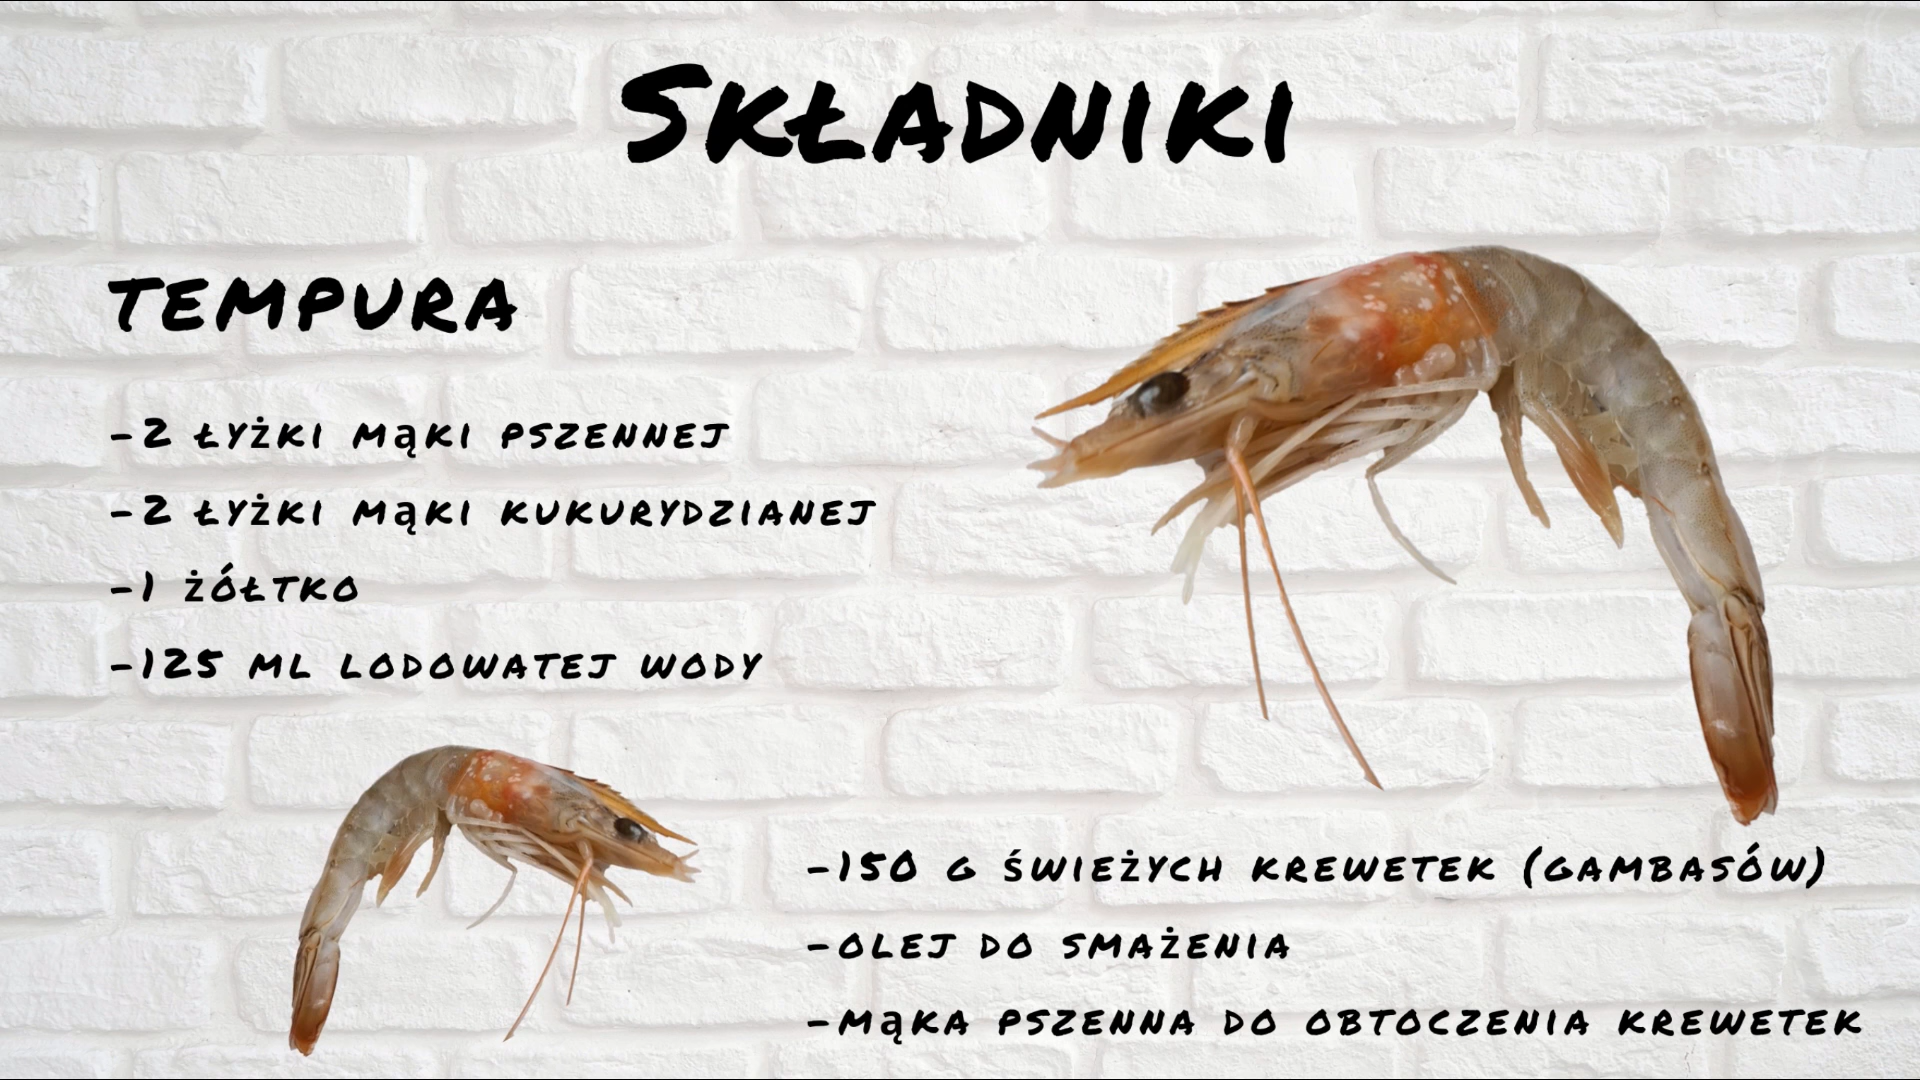 Składniki
TEMPURA
-2 łyżki mąki pszennej
-2 łyżki mąki kukurydzianej
-1 żółtko
-125 ml lodowatej wody
-150 g świeżych krewetek (gambasów)
-olej do smażenia
-mąka pszenna do obtoczenia krewetek